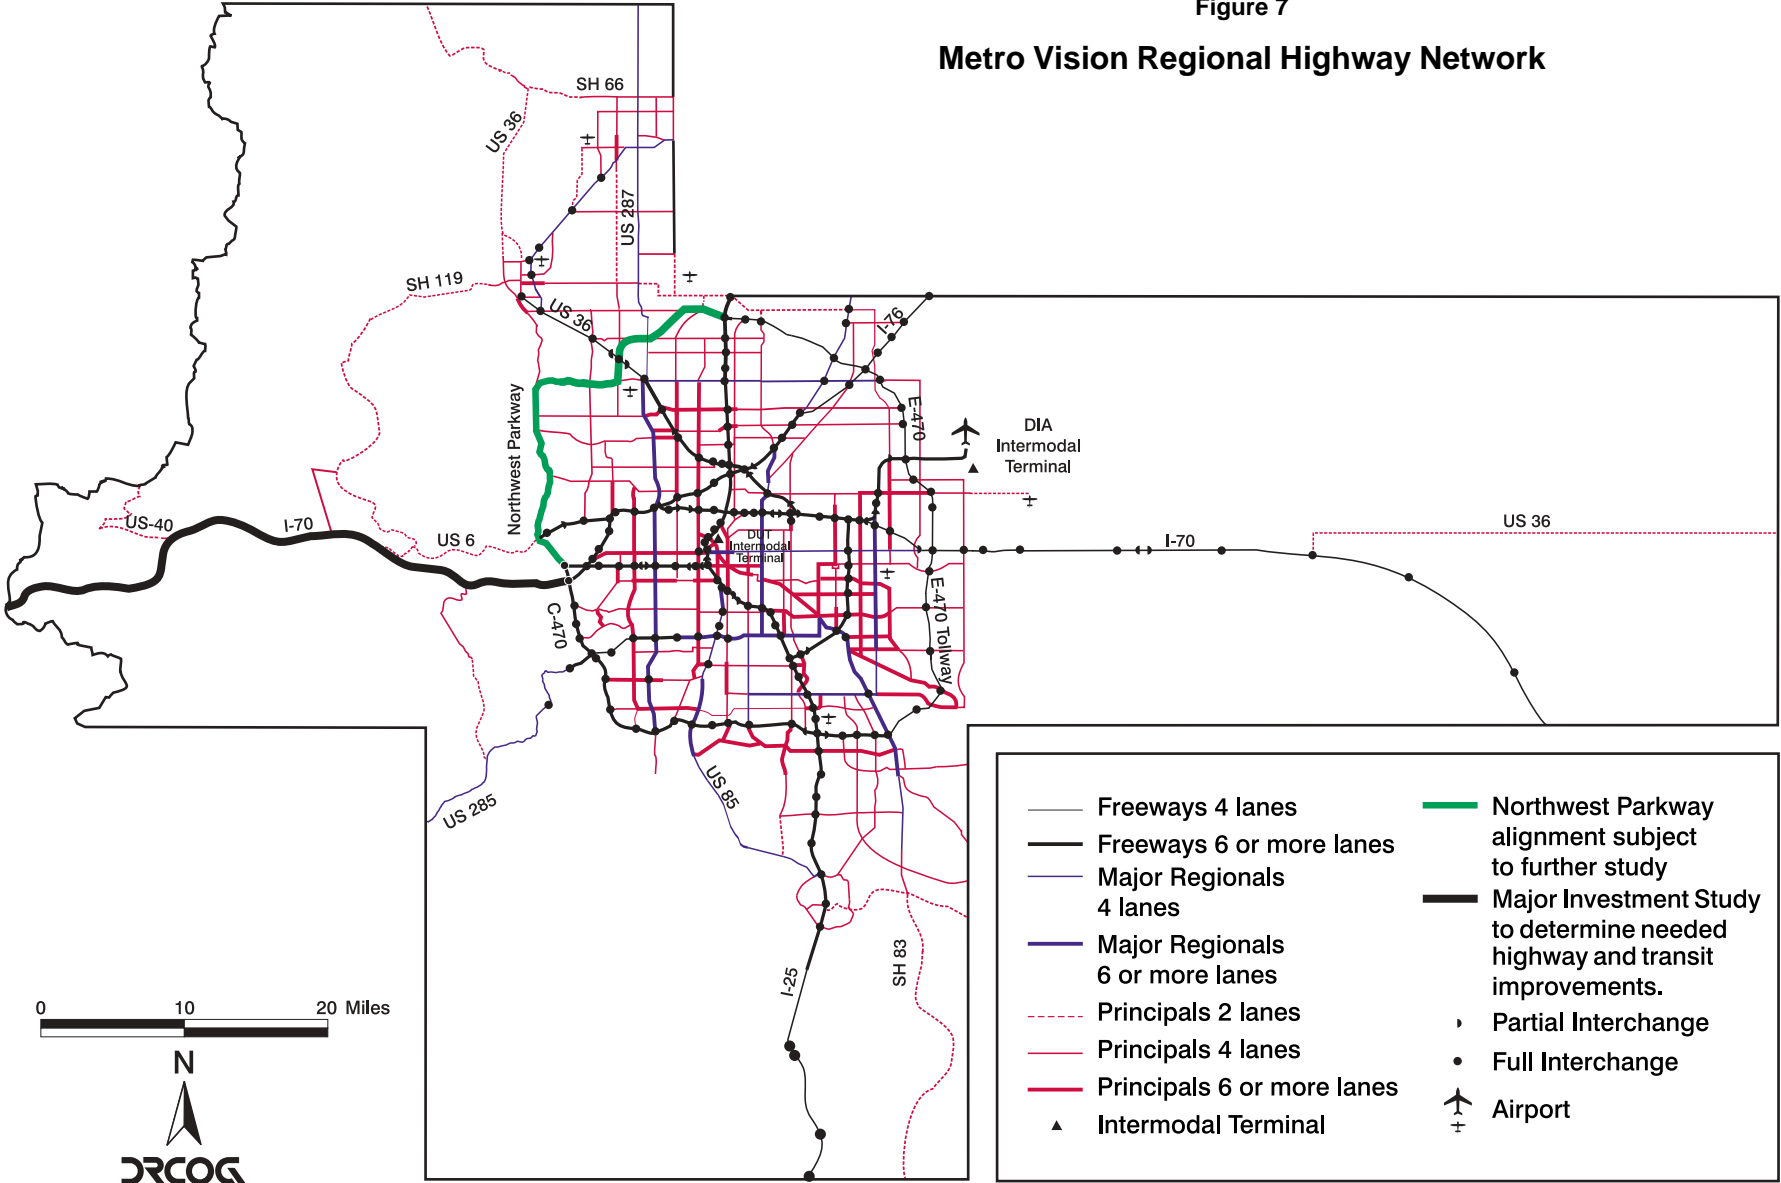 Figure 7
Metro Vision Regional Highway Network
SH 66
US 36
US 287
SH 119
US 36
I-76
Northwest Parkway
E-470
DIA
Intermodal
Terminal
US-40
I-70
US 6
DUT
Intermodal
Terminal
I-70
US 36
C-470
E-470 Tollway
US 285
US 85
I-25
SH 83
Freeways 4 lanes
Freeways 6 or more lanes
Major Regionals
4 lanes
Major Regionals
6 or more lanes
Principals 2 lanes
Principals 4 lanes
Principals 6 or more lanes
Intermodal Terminal
Northwest Parkway
alignment subject
to further study
Major Investment Study
to determine needed
highway and transit
improvements.
Partial Interchange
Full Interchange
Airport
0 10 20 Miles
N
DRCOG